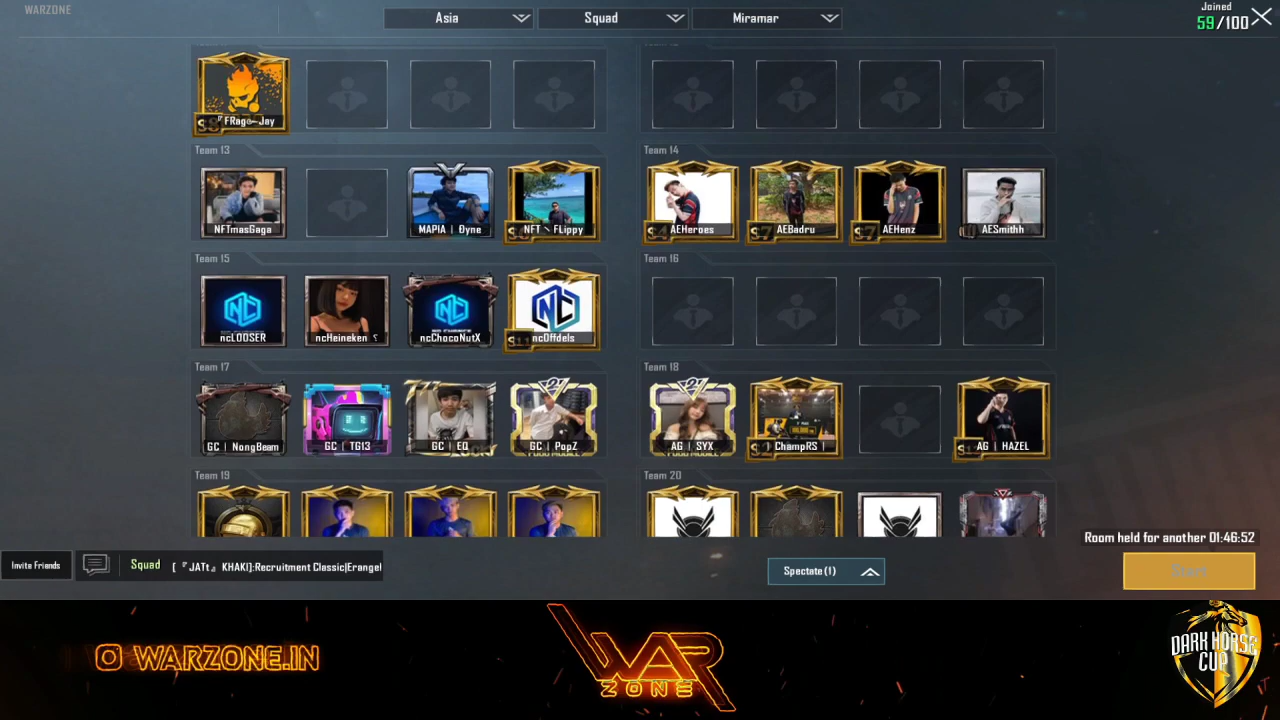 WARZONE
Asia
Squad
Miramar
Joined
59/100
FRage-Jay
Team 13
NFTmasGaga
MAPIA | Đyne
NFT丶FLippy
Team 14
AEHeroes
AEBadru
AEHenz
AESmithh
Team 15
ncLOOSER
ncHeineken
ncChocoNutX
ncOffdels
Team 16
Team 17
GC | NongBeam
GC | TG13
GC | EQ
GC | PopZ
Team 18
AG | SYX
ChampRS |
AG | HAZEL
Team 19
Team 20
Room held for another 01:46:52
Invite Friends
Squad
[ 『JATt』 KHAKI]:Recruitment Classic|Erangel
Spectate (1)
Start
WARZONE.IN
WAR
ZONE
DARK HORSE
CUP